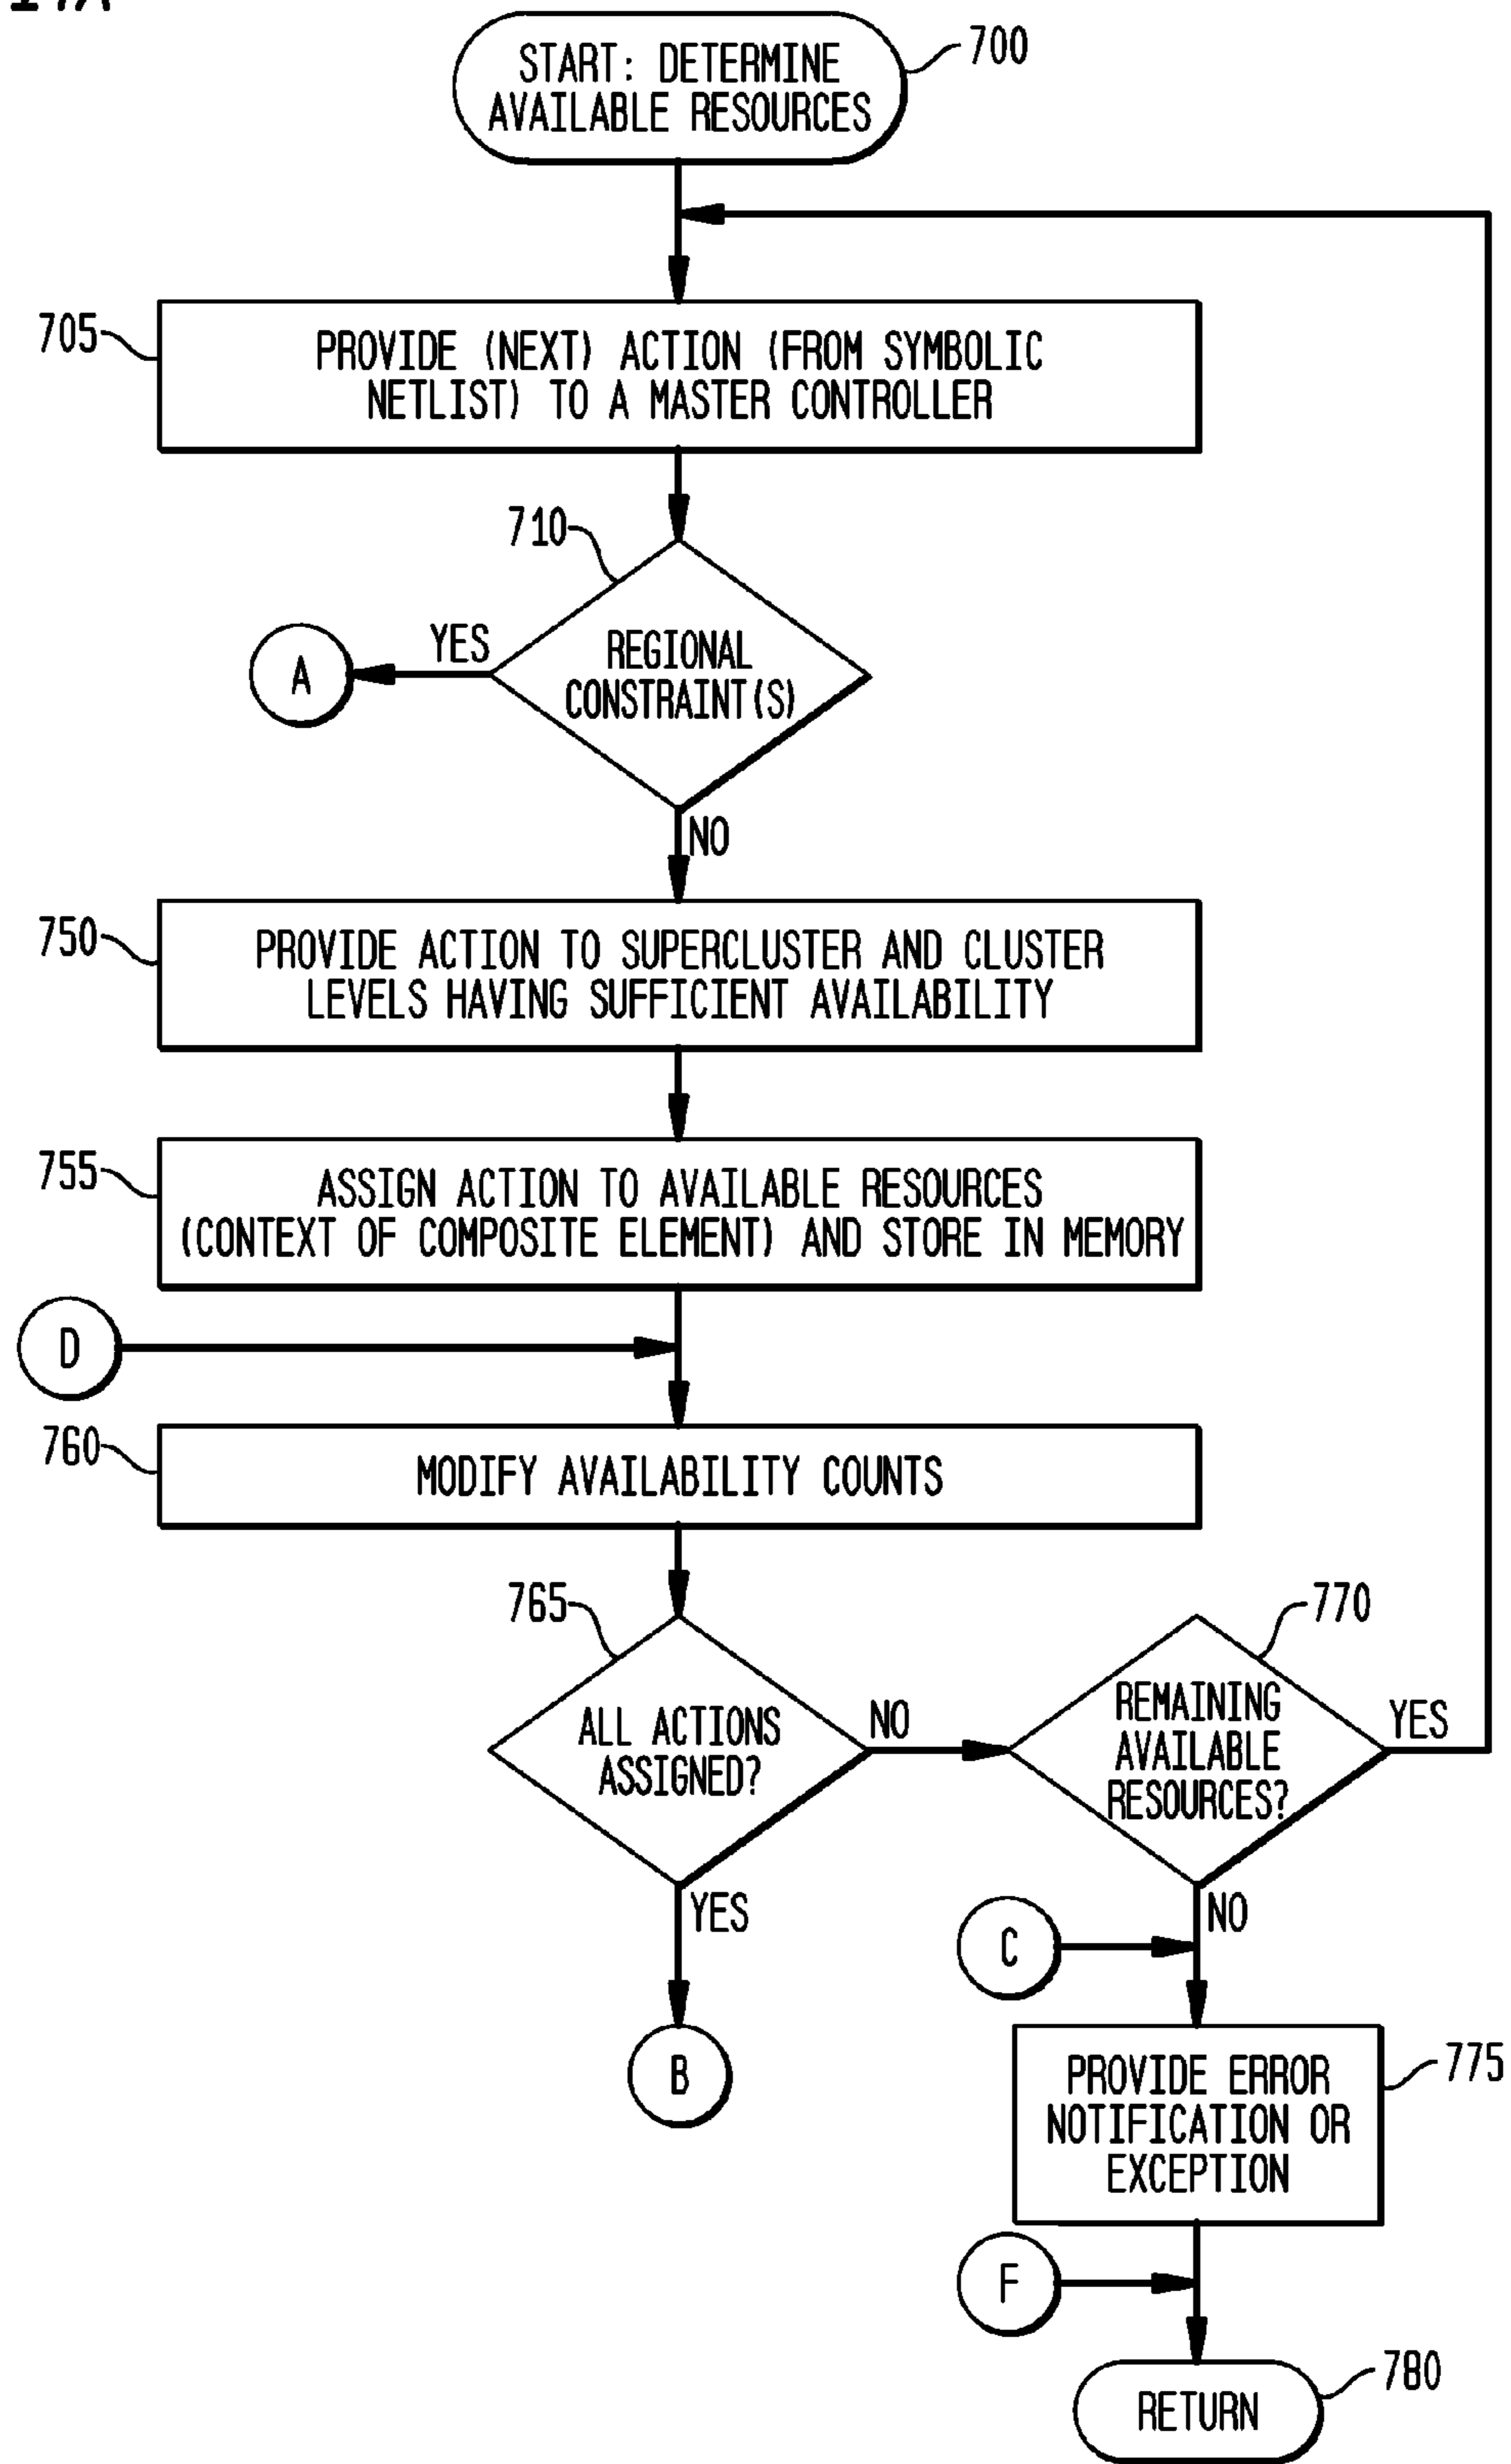 START: DETERMINE
AVAILABLE RESOURCES
700
705
PROVIDE (NEXT) ACTION (FROM SYMBOLIC
NETLIST) TO A MASTER CONTROLLER
710
A
YES
REGIONAL
CONSTRAINT(S)
NO
750
PROVIDE ACTION TO SUPERCLUSTER AND CLUSTER
LEVELS HAVING SUFFICIENT AVAILABILITY
755
ASSIGN ACTION TO AVAILABLE RESOURCES
(CONTEXT OF COMPOSITE ELEMENT) AND STORE IN MEMORY
D
760
MODIFY AVAILABILITY COUNTS
765
ALL ACTIONS
ASSIGNED?
NO
770
REMAINING
AVAILABLE
RESOURCES?
YES
YES
B
NO
C
775
PROVIDE ERROR
NOTIFICATION OR
EXCEPTION
F
780
RETURN